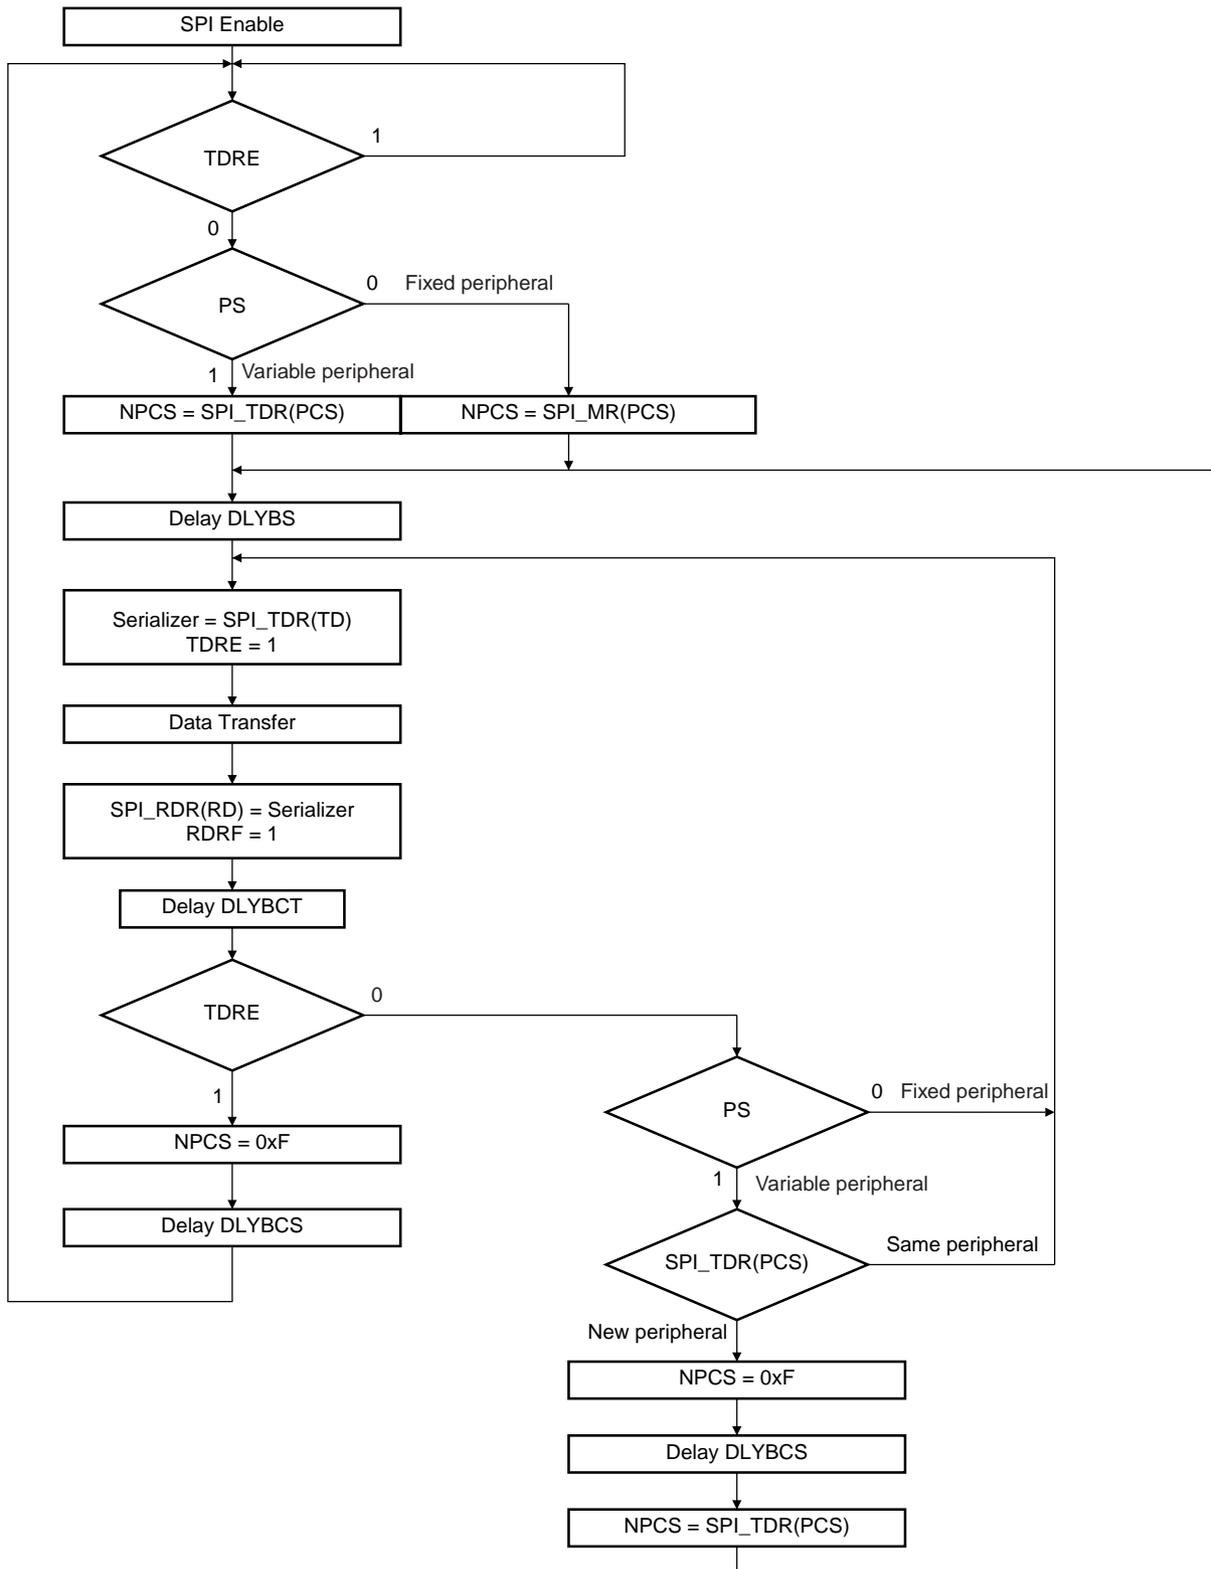 SPI Enable
TDRE
1
0
PS
0 Fixed peripheral
1 Variable peripheral
NPCS = SPI_TDR(PCS)
NPCS = SPI_MR(PCS)
Delay DLYBS
Serializer = SPI_TDR(TD)
TDRE = 1
Data Transfer
SPI_RDR(RD) = Serializer
RDRF = 1
Delay DLYBCT
TDRE
0
1
NPCS = 0xF
Delay DLYBCS
PS
0 Fixed peripheral
1 Variable peripheral
SPI_TDR(PCS)
Same peripheral
New peripheral
NPCS = 0xF
Delay DLYBCS
NPCS = SPI_TDR(PCS)